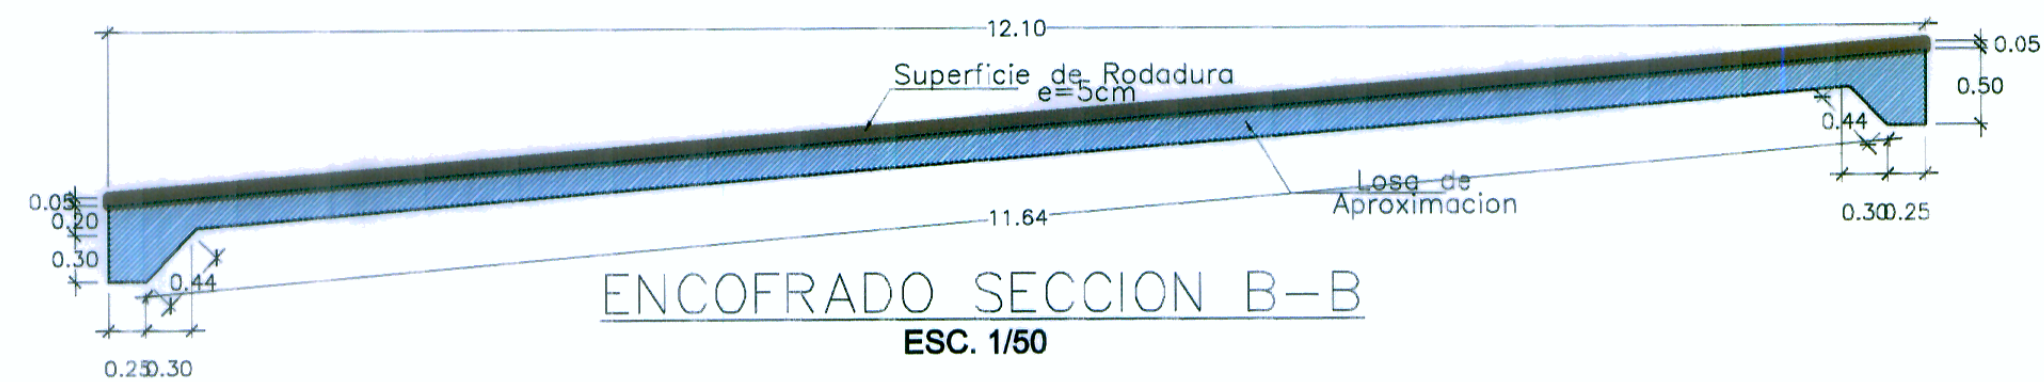 12.10
0.05
Superficie de Rodadura
e=5cm
0.50
0.44
Losa de
Aproximacion
0.05
0.20
11.64
0.30
0.25
0.30
0.44
ENCOFRADO SECCION B-B
ESC. 1/50
0.25
0.30